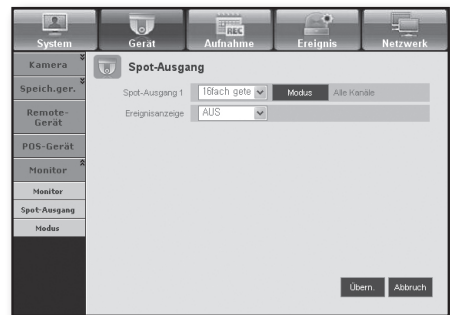 System Gerät Aufnahme Ereignis Netzwerk
REC
Kamera
Speich.ger.
Remote-
Gerät
POS-Gerät
Monitor
Monitor
Spot-Ausgang
Modus
Spot-Ausgang
Spot-Ausgang 1 16fach gete Modus Alle Kanäle
Ereignisanzeige AUS
Übern. Abbruch